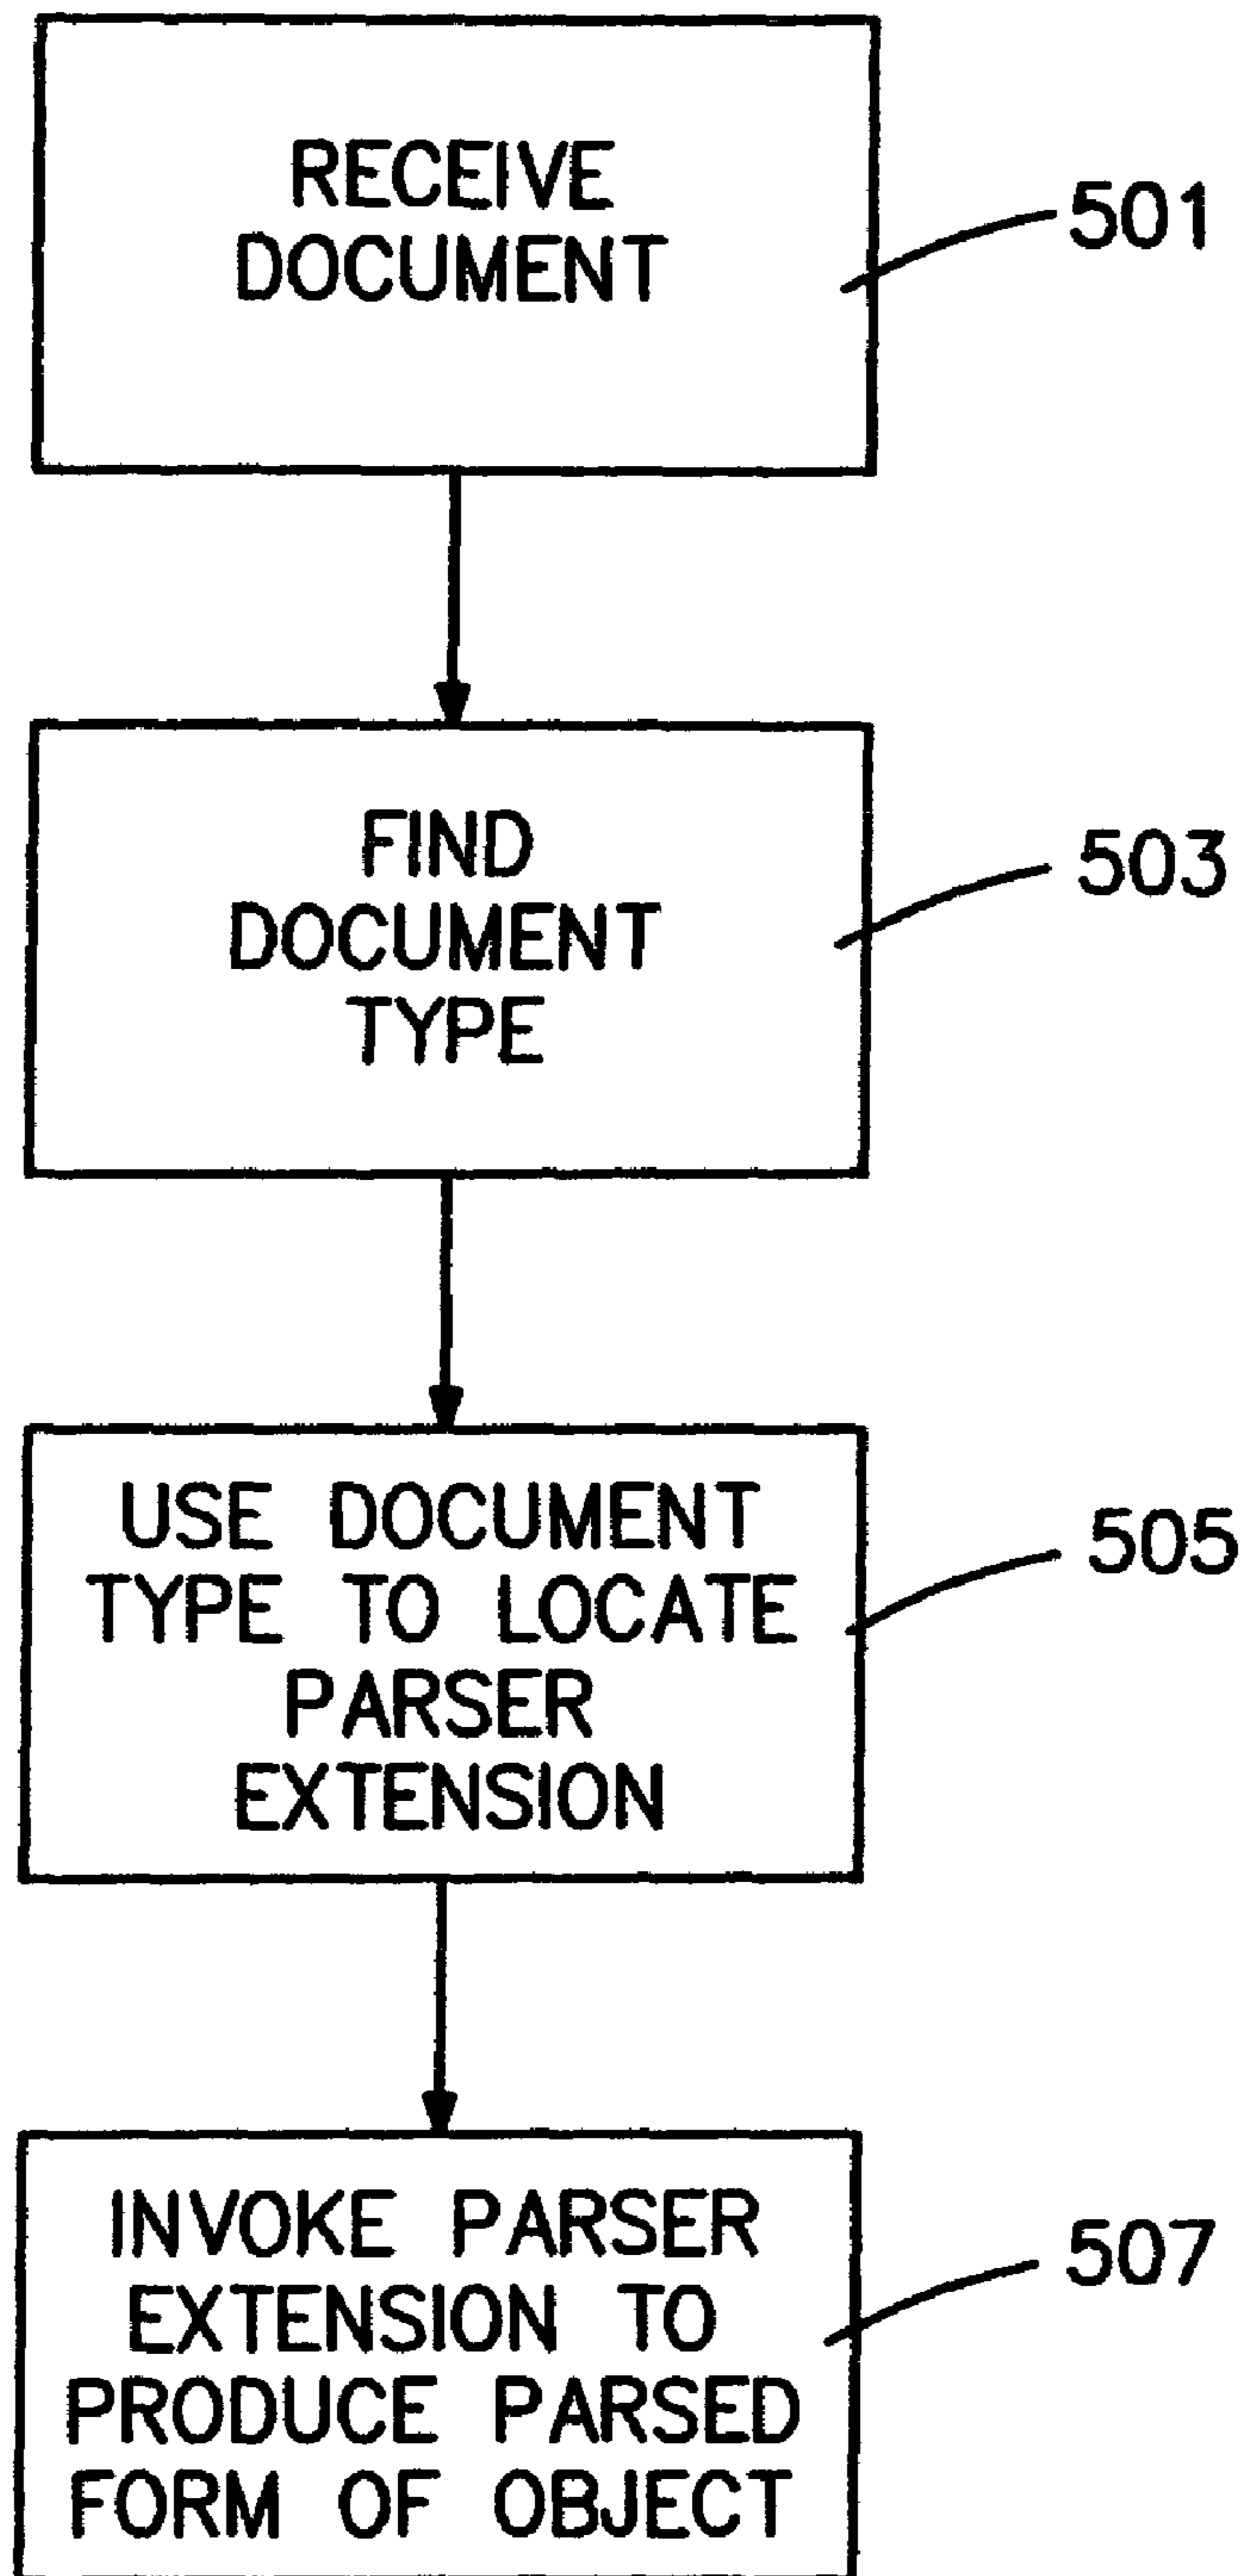 RECEIVE
DOCUMENT
501
FIND
DOCUMENT
TYPE
503
USE DOCUMENT
TYPE TO LOCATE
PARSER
EXTENSION
505
INVOKE PARSER
EXTENSION TO
PRODUCE PARSED
FORM OF OBJECT
507